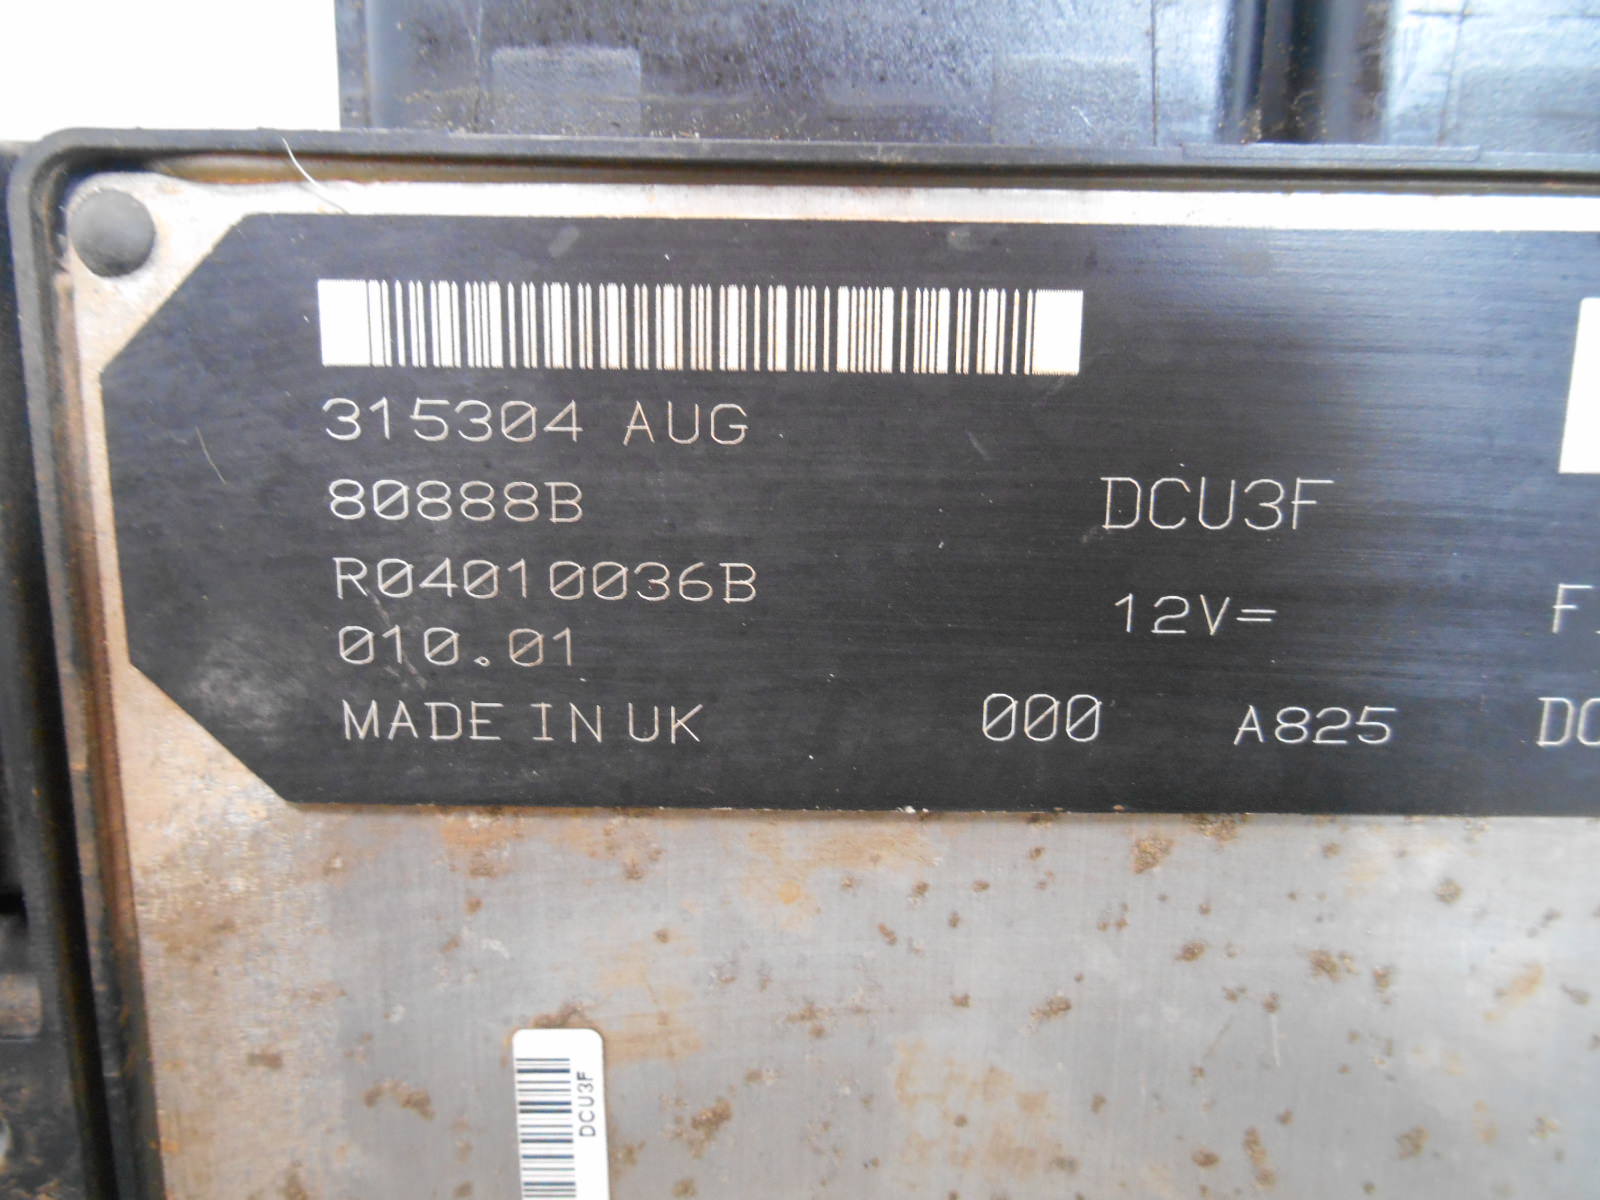 315304 AUG
80888B
DCU3F
R04010036B
12V=
010.01
MADE IN UK
000
A825
DCU3F